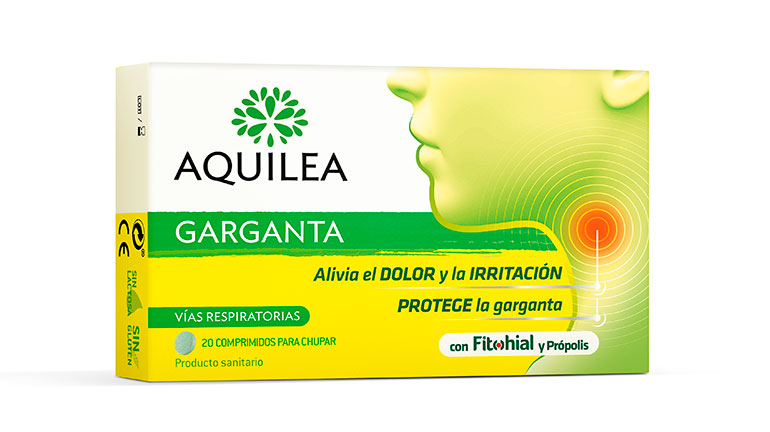 AQUILEA
GARGANTA
Alivia el DOLOR y la IRRITACIÓN
PROTEGE la garganta
VÍAS RESPIRATORIAS
20 COMPRIMIDOS PARA CHUPAR
Producto sanitario
con Fitohial y Própolis
CE
SIN
LACTOSA
SIN
GLUTEN